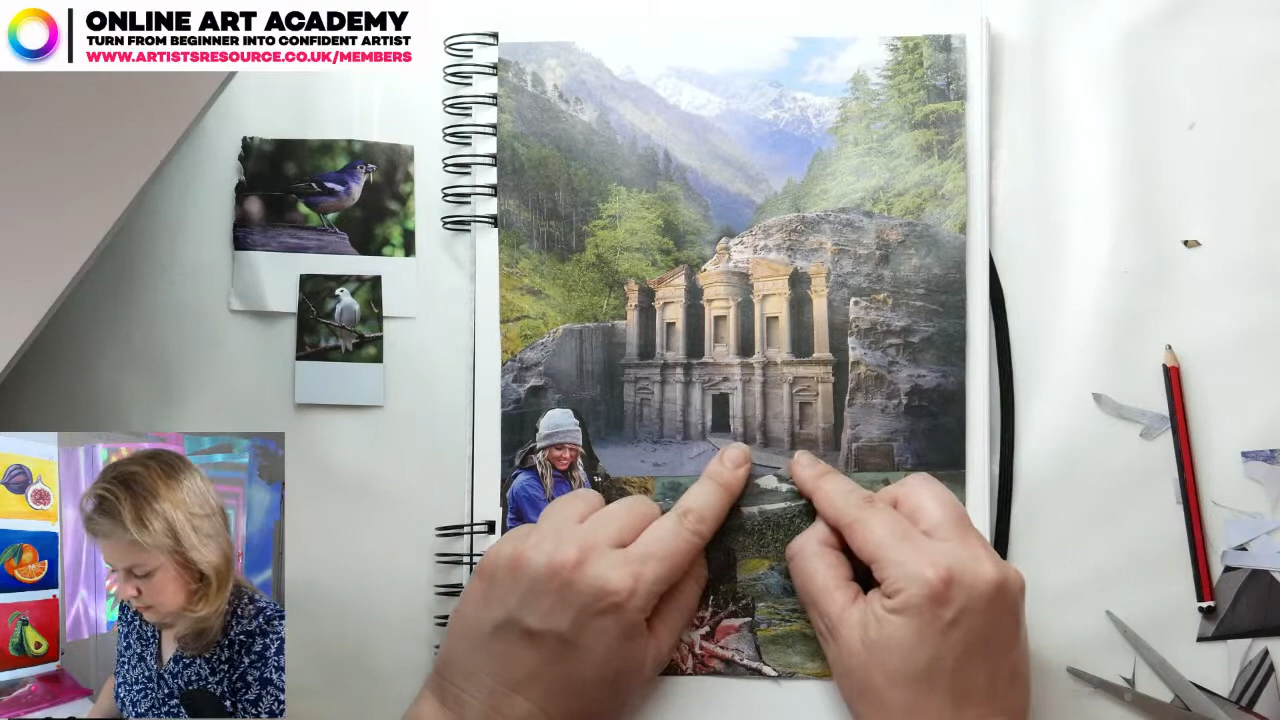 ONLINE ART ACADEMY
TURN FROM BEGINNER INTO CONFIDENT ARTIST
WWW.ARTISTSRESOURCE.CO.UK/MEMBERS